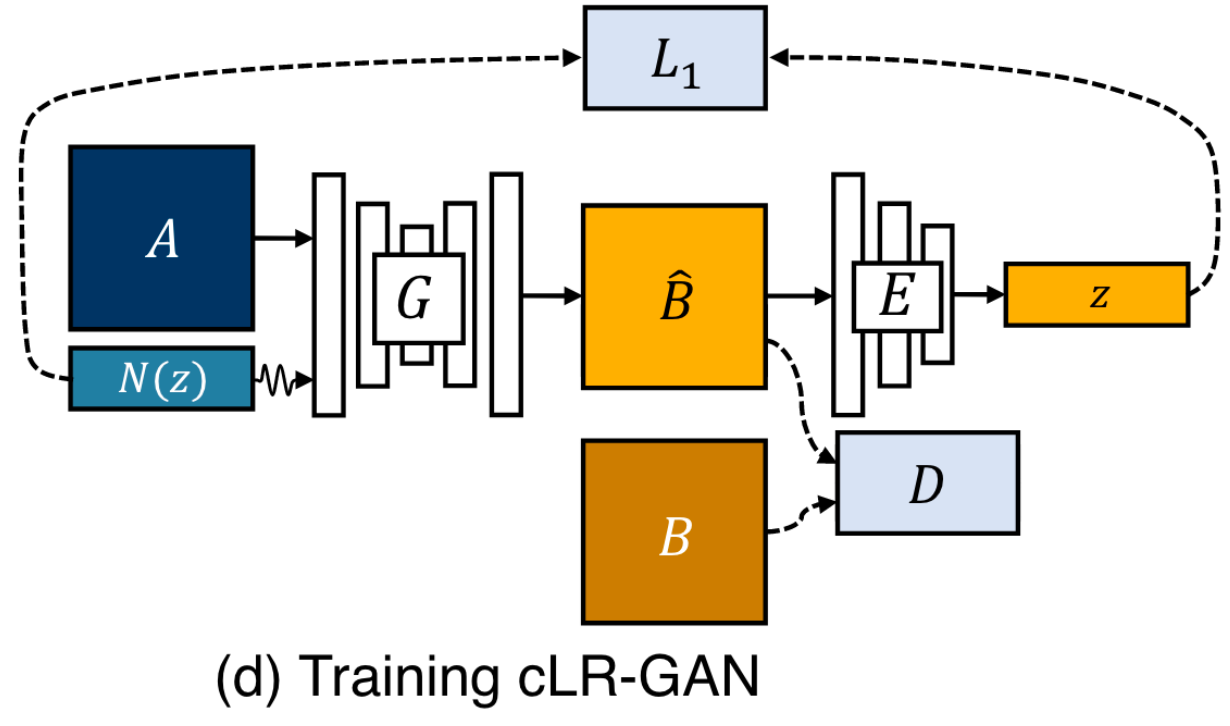 L₁
A
N(z)
G
B̂
E
z
B
D
(d) Training cLR-GAN